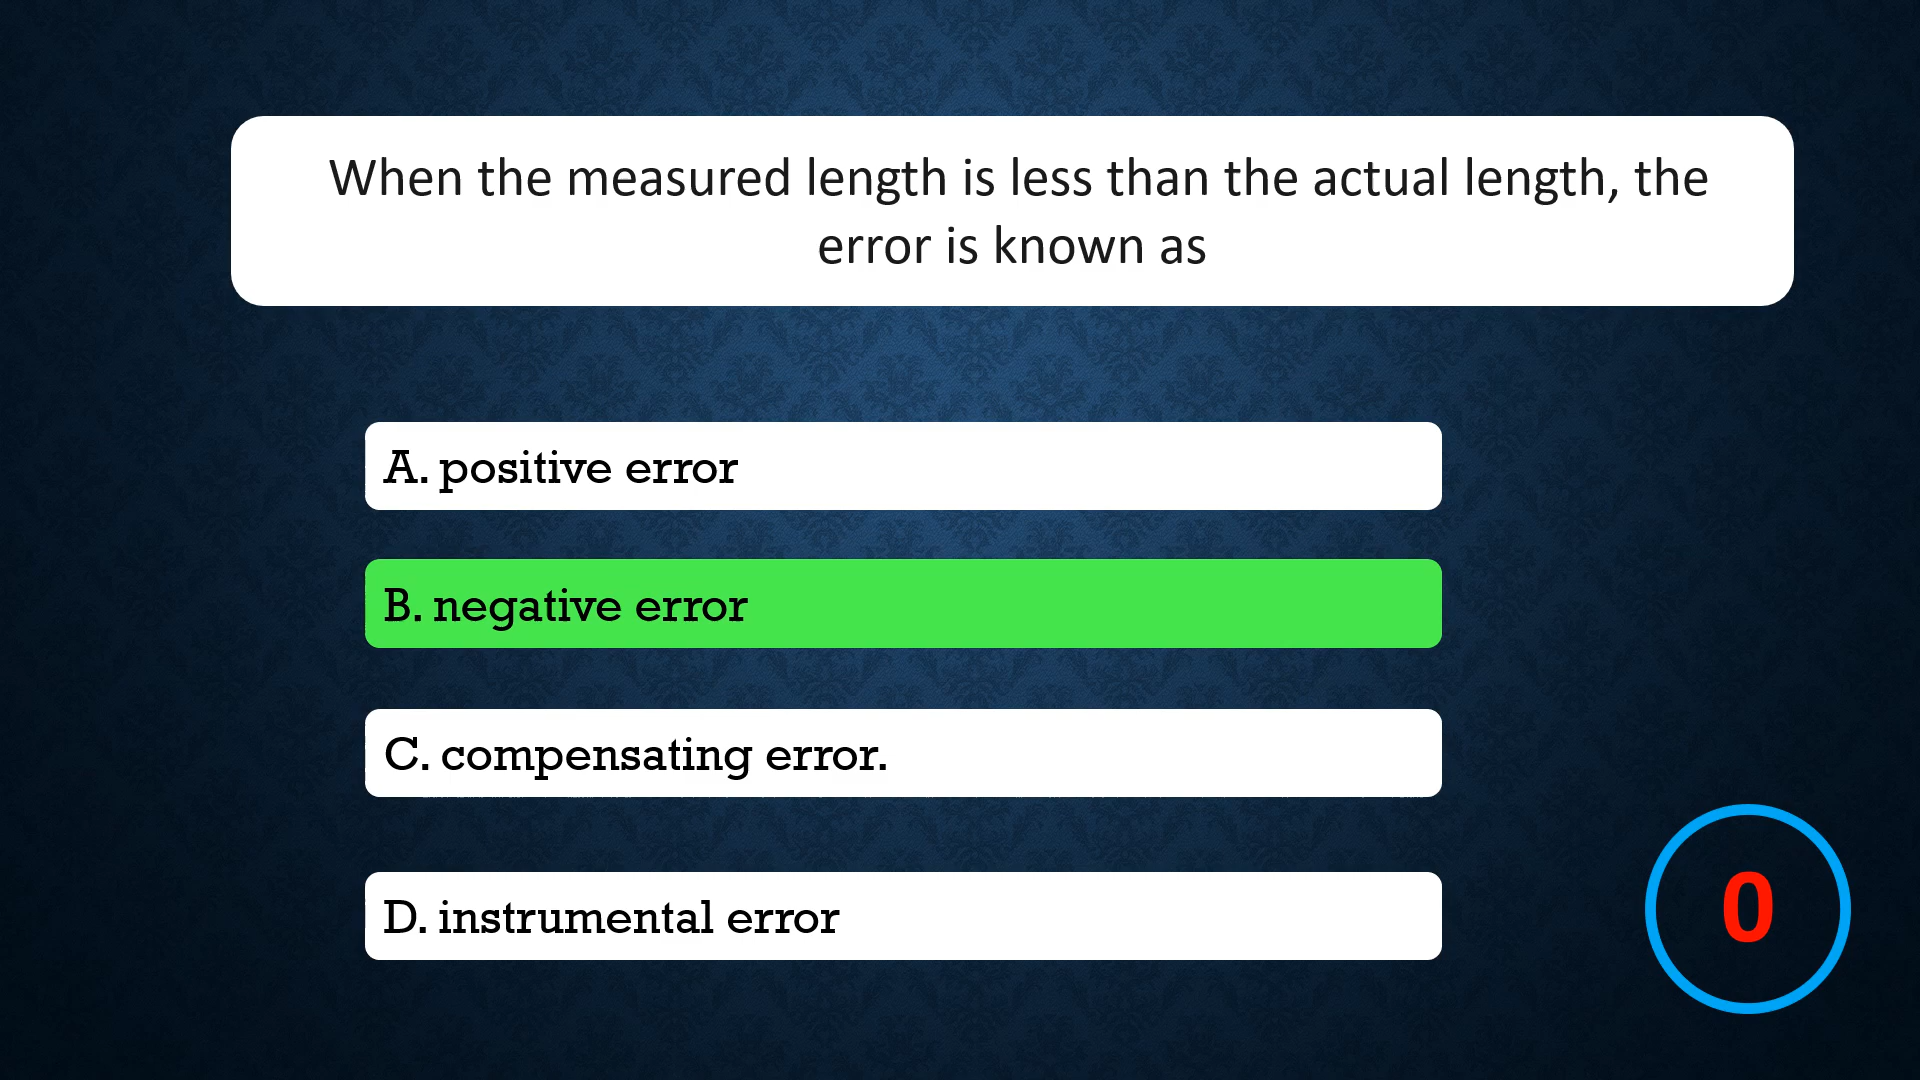 When the measured length is less than the actual length, the
error is known as
A. positive error
B. negative error
C. compensating error.
D. instrumental error
0